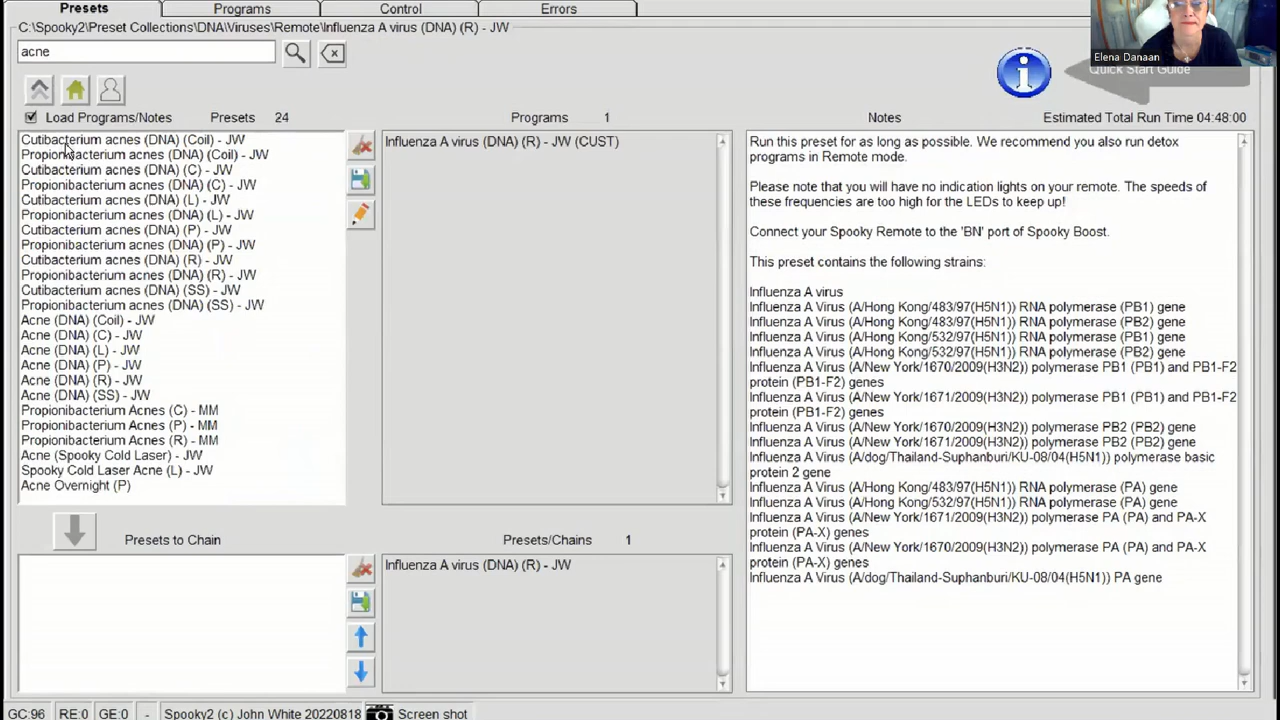 Presets Programs Control Errors
C:\Spooky2\Preset Collections\DNA\Viruses\Remote\Influenza A virus (DNA) (R) - JW
acne
Elena Danaan
Quick Start Guide
Load Programs/Notes Presets 24 Programs 1 Notes Estimated Total Run Time 04:48:00
Cutibacterium acnes (DNA) (Coil) - JW
Propionibacterium acnes (DNA) (Coil) - JW
Cutibacterium acnes (DNA) (C) - JW
Propionibacterium acnes (DNA) (C) - JW
Cutibacterium acnes (DNA) (L) - JW
Propionibacterium acnes (DNA) (L) - JW
Cutibacterium acnes (DNA) (P) - JW
Propionibacterium acnes (DNA) (P) - JW
Cutibacterium acnes (DNA) (R) - JW
Propionibacterium acnes (DNA) (R) - JW
Cutibacterium acnes (DNA) (SS) - JW
Propionibacterium acnes (DNA) (SS) - JW
Acne (DNA) (Coil) - JW
Acne (DNA) (C) - JW
Acne (DNA) (L) - JW
Acne (DNA) (P) - JW
Acne (DNA) (R) - JW
Acne (DNA) (SS) - JW
Propionibacterium Acnes (C) - MM
Propionibacterium Acnes (P) - MM
Propionibacterium Acnes (R) - MM
Acne (Spooky Cold Laser) - JW
Spooky Cold Laser Acne (L) - JW
Acne Overnight (P)
Influenza A virus (DNA) (R) - JW (CUST)
Run this preset for as long as possible. We recommend you also run detox
programs in Remote mode.
Please note that you will have no indication lights on your remote. The speeds of
these frequencies are too high for the LEDs to keep up!
Connect your Spooky Remote to the 'BN' port of Spooky Boost.
This preset contains the following strains:
Influenza A virus
Influenza A Virus (A/Hong Kong/483/97(H5N1)) RNA polymerase (PB1) gene
Influenza A Virus (A/Hong Kong/483/97(H5N1)) RNA polymerase (PB2) gene
Influenza A Virus (A/Hong Kong/532/97(H5N1)) RNA polymerase (PB1) gene
Influenza A Virus (A/Hong Kong/532/97(H5N1)) RNA polymerase (PB2) gene
Influenza A Virus (A/New York/1670/2009(H3N2)) polymerase PB1 (PB1) and PB1-F2
protein (PB1-F2) genes
Influenza A Virus (A/New York/1671/2009(H3N2)) polymerase PB1 (PB1) and PB1-F2
protein (PB1-F2) genes
Influenza A Virus (A/New York/1670/2009(H3N2)) polymerase PB2 (PB2) gene
Influenza A Virus (A/New York/1671/2009(H3N2)) polymerase PB2 (PB2) gene
Influenza A Virus (A/dog/Thailand-Suphanburi/KU-08/04(H5N1)) polymerase basic
protein 2 gene
Influenza A Virus (A/Hong Kong/483/97(H5N1)) RNA polymerase (PA) gene
Influenza A Virus (A/Hong Kong/532/97(H5N1)) RNA polymerase (PA) gene
Influenza A Virus (A/New York/1671/2009(H3N2)) polymerase PA (PA) and PA-X
protein (PA-X) genes
Influenza A Virus (A/New York/1670/2009(H3N2)) polymerase PA (PA) and PA-X
protein (PA-X) genes
Influenza A Virus (A/dog/Thailand-Suphanburi/KU-08/04(H5N1)) PA gene
Presets to Chain Presets/Chains 1
Influenza A virus (DNA) (R) - JW
GC:96 RE:0 GE:0 - Spooky2 (c) John White 20220818 Screen shot